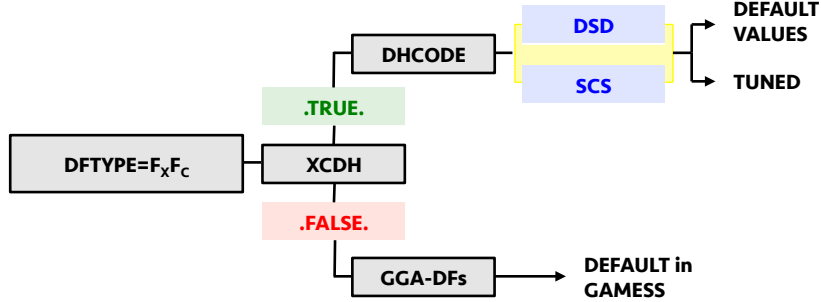 DSD
DEFAULT
VALUES
DHCODE
SCS
TUNED
.TRUE.
DFTYPE=FXFC
XCDH
.FALSE.
GGA-DFs
DEFAULT in
GAMESS